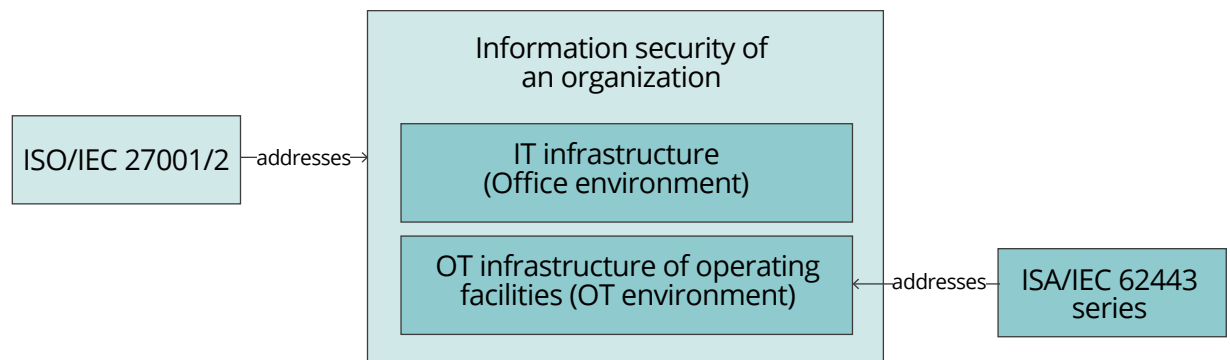 Information security of
an organization
ISO/IEC 27001/2
addresses
IT infrastructure
(Office environment)
OT infrastructure of operating
facilities (OT environment)
addresses
ISA/IEC 62443
series